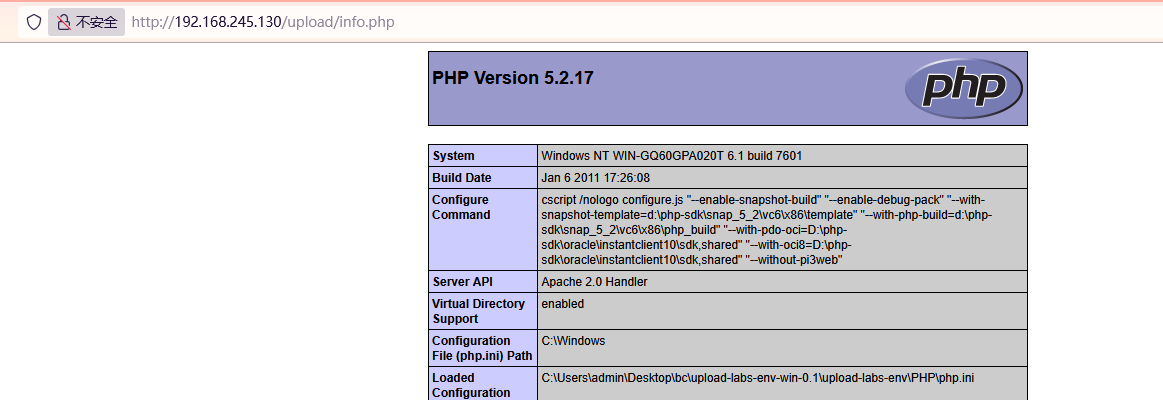 不安全 http://192.168.245.130/upload/info.php
PHP Version 5.2.17
php
System Windows NT WIN-GQ60GPA020T 6.1 build 7601
Build Date Jan 6 2011 17:26:08
Configure Command cscript /nologo configure.js "--enable-snapshot-build" "--enable-debug-pack" "--with-
snapshot-template=d:\php-sdk\snap_5_2\vc6\x86\template" "--with-php-build=d:\php-
sdk\snap_5_2\vc6\x86\php_build" "--with-pdo-oci=D:\php-
sdk\oracle\instantclient10\sdk,shared" "--with-oci8=D:\php-
sdk\oracle\instantclient10\sdk,shared" "--without-pi3web"
Server API Apache 2.0 Handler
Virtual Directory Support enabled
Configuration File (php.ini) Path C:\Windows
Loaded Configuration C:\Users\admin\Desktop\bc\upload-labs-env-win-0.1\upload-labs-env\PHP\php.ini